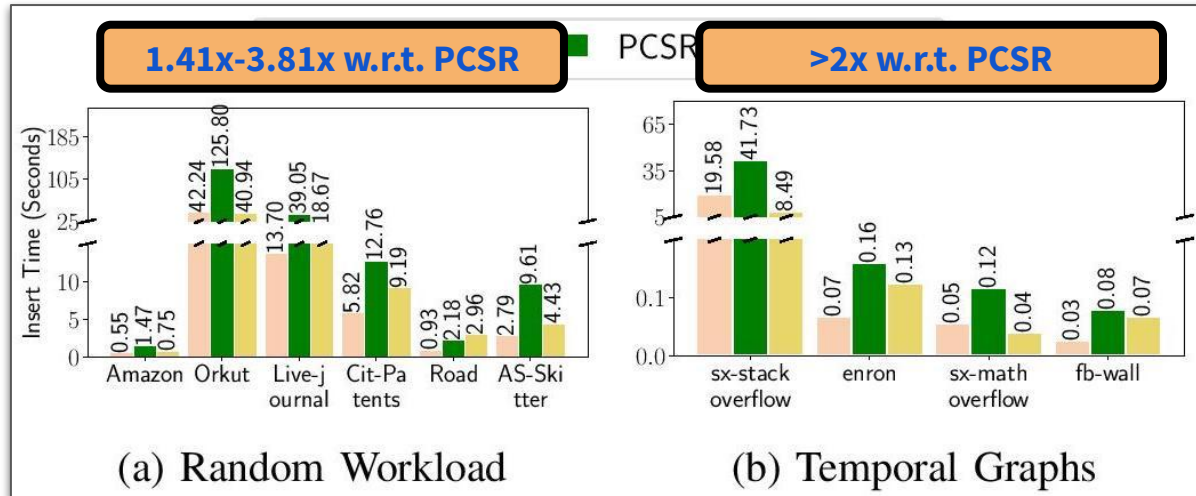 1.41x-3.81x w.r.t. PCSR
PCSR
>2x w.r.t. PCSR
Insert Time (Seconds)
185
105
25
10
5
0
0.55
1.47
0.75
42.24
125.80
40.94
13.70
39.05
18.67
5.82
12.76
9.19
0.93
2.18
2.96
2.79
9.61
4.43
Amazon
Orkut
Live-j
ournal
Cit-Pa
tents
Road
AS-Ski
tter
(a) Random Workload
65
35
5
0.1
0.0
19.58
41.73
8.49
0.07
0.16
0.13
0.05
0.12
0.04
0.03
0.08
0.07
sx-stack
overflow
enron
sx-math
overflow
fb-wall
(b) Temporal Graphs